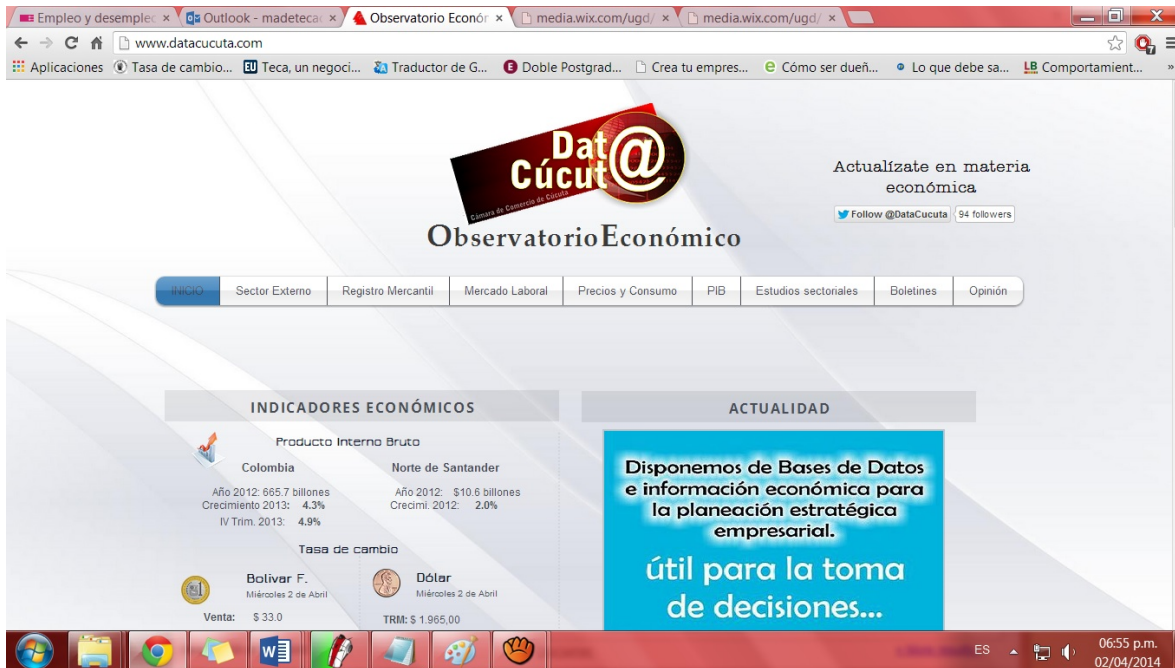 Empleo y desemplec
Outlook - madeteca
Observatorio Económ
media.wix.com/ugd/
media.wix.com/ugd/
www.datacucuta.com
Aplicaciones
Tasa de cambio...
Teca, un negoci...
Traductor de G...
Doble Postgrad...
Crea tu empres...
Cómo ser dueñ...
Lo que debe sa...
Comportamient...
Dat@
Cúcut@
Cámara de Comercio de Cúcuta
ObservatorioEconómico
Actualízate en materia
económica
Follow @DataCucuta
94 followers
INICIO
Sector Externo
Registro Mercantil
Mercado Laboral
Precios y Consumo
PIB
Estudios sectoriales
Boletines
Opinión
INDICADORES ECONÓMICOS
Producto Interno Bruto
Colombia
Año 2012: 665.7 billones
Crecimiento 2013: 4.3%
IV Trim. 2013: 4.9%
Norte de Santander
Año 2012: $10.6 billones
Crecimi. 2012: 2.0%
Tasa de cambio
Bolivar F.
Miércoles 2 de Abril
Venta: $ 33.0
Dólar
Miércoles 2 de Abril
TRM: $ 1.965,00
ACTUALIDAD
Disponemos de Bases de Datos
e información económica para
la planeación estratégica
empresarial.
útil para la toma
de decisiones...
ES
06:55 p.m.
02/04/2014